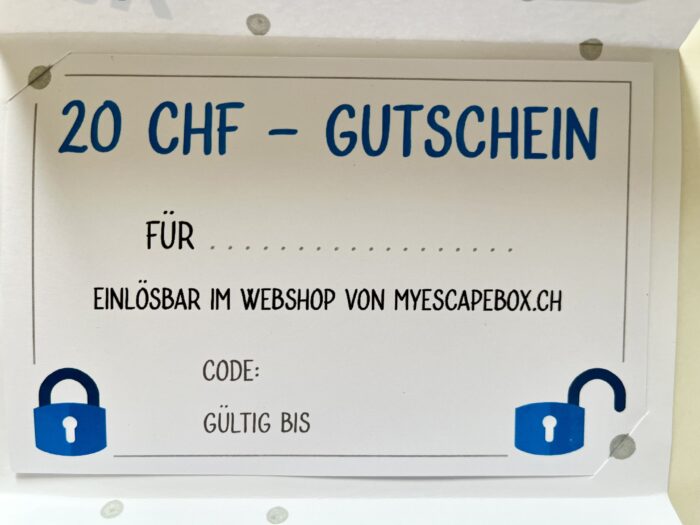 20 CHF – GUTSCHEIN
FÜR ...................
EINLÖSBAR IM WEBSHOP VON MYESCAPEBOX.CH
CODE:
GÜLTIG BIS